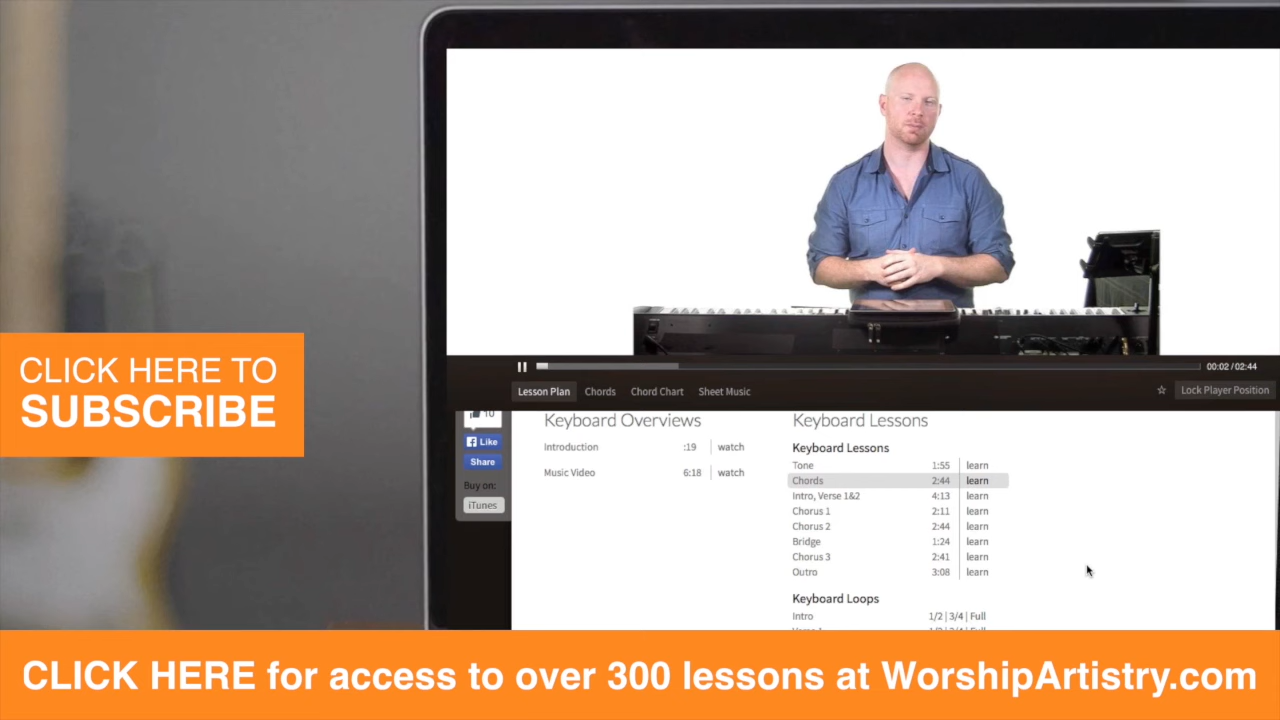 CLICK HERE TO
SUBSCRIBE
00:02 / 02:44
Lesson Plan
Chords
Chord Chart
Sheet Music
Lock Player Position
10
Like
Share
Buy on:
iTunes
Keyboard Overviews
Introduction :19 watch
Music Video 6:18 watch
Keyboard Lessons
Keyboard Lessons
Tone 1:55 learn
Chords 2:44 learn
Intro, Verse 1&2 4:13 learn
Chorus 1 2:11 learn
Chorus 2 2:44 learn
Bridge 1:24 learn
Chorus 3 2:41 learn
Outro 3:08 learn
Keyboard Loops
Intro 1/2 | 3/4 | Full
CLICK HERE for access to over 300 lessons at WorshipArtistry.com